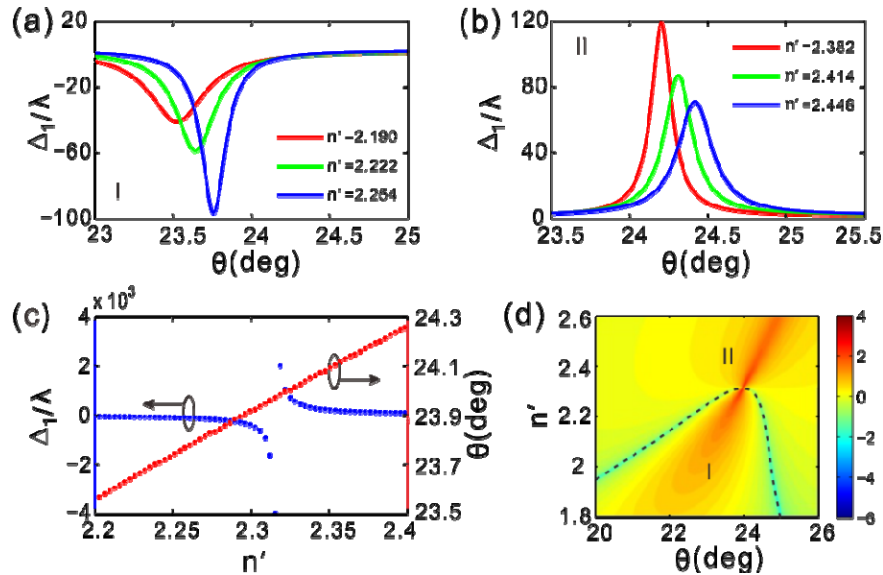 (a)
20
-20
-60
-100
Δ₁/λ
I
n′-2.190
n′=2.222
n′=2.254
23 23.5 24 24.5 25
θ(deg)
(b)
120
80
40
0
Δ₁/λ
II
n′-2.382
n′=2.414
n′=2.446
23.5 24 24.5 25 25.5
θ(deg)
(c)
× 10³
4
2
0
-2
-4
Δ₁/λ
24.3
24.1
23.9
23.7
23.5
θ(deg)
2.2 2.25 2.3 2.35 2.4
n′
(d)
2.6
2.4
2.2
2
1.8
n′
II
I
20 22 24 26
θ(deg)
4
2
0
-2
-4
-6